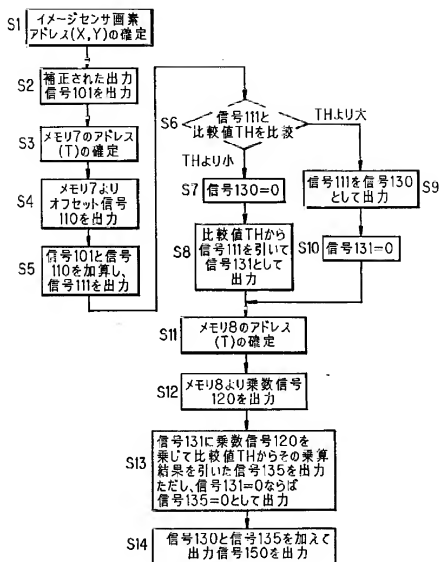 S1
イメージセンサ画素
アドレス(X,Y)の確定
S2
補正された出力
信号101を出力
S3
メモリ7のアドレス
(T)の確定
S4
メモリ7より
オフセット信号
110を出力
S5
信号101と信号
110を加算し、
信号111を出力
S6
信号111と
比較値THを比較
THより大
THより小
S7
信号130=0
S8
比較値THから
信号111を引いて
信号131として
出力
S9
信号111を信号130
として出力
S10
信号131=0
S11
メモリ8のアドレス
(T)の確定
S12
メモリ8より乗数信号
120を出力
S13
信号131に乗数信号120を
乗じて比較値THからその乗算
結果を引いた信号135を出力
ただし、信号131=0ならば
信号135=0として出力
S14
信号130と信号135を加えて
出力信号150を出力